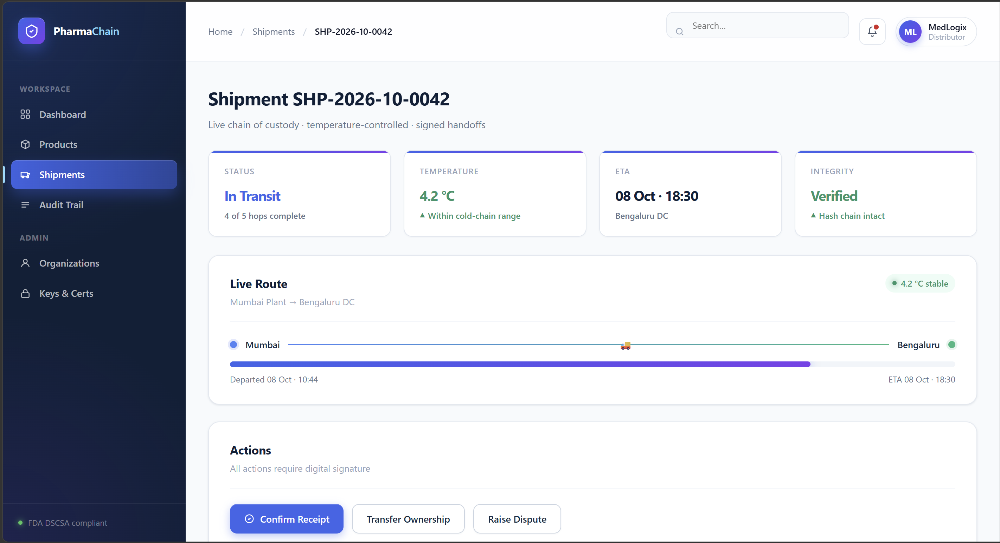 PharmaChain
WORKSPACE
Dashboard
Products
Shipments
Audit Trail
ADMIN
Organizations
Keys & Certs
FDA DSCSA compliant
Home / Shipments / SHP-2026-10-0042
Search...
ML
MedLogix
Distributor
Shipment SHP-2026-10-0042
Live chain of custody · temperature-controlled · signed handoffs
STATUS
In Transit
4 of 5 hops complete
TEMPERATURE
4.2 °C
▲ Within cold-chain range
ETA
08 Oct · 18:30
Bengaluru DC
INTEGRITY
Verified
▲ Hash chain intact
Live Route
Mumbai Plant → Bengaluru DC
4.2 °C stable
Mumbai
Bengaluru
Departed 08 Oct · 10:44
ETA 08 Oct · 18:30
Actions
All actions require digital signature
Confirm Receipt
Transfer Ownership
Raise Dispute